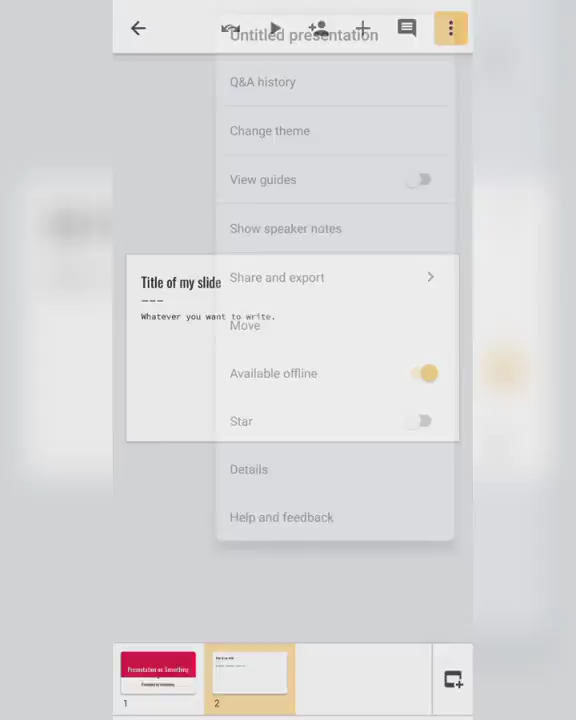 Untitled presentation
Q&A history
Change theme
View guides
Show speaker notes
Share and export
Title of my slide
Whatever you want to write.
Move
Available offline
Star
Details
Help and feedback
Presentation on Something
1
2